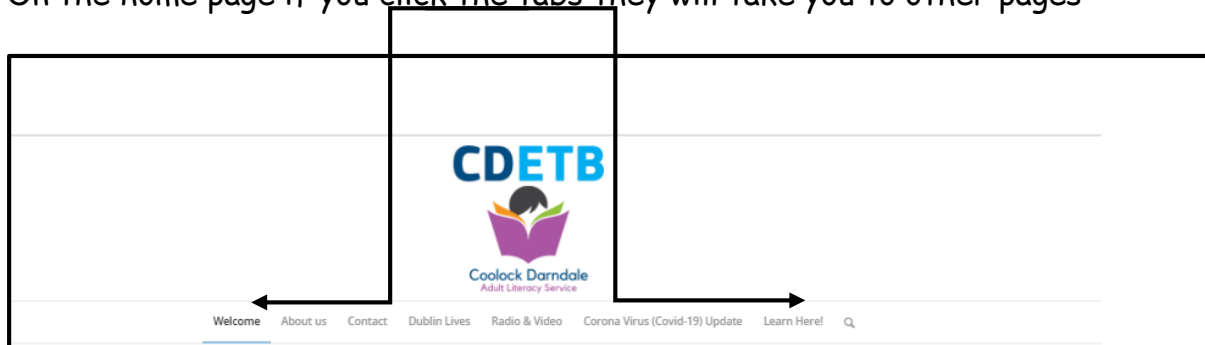 On the home page if you click the tabs they will take you to other pages
CDETB
Coolock Darndale
Adult Literacy Service
Welcome About us Contact Dublin Lives Radio & Video Corona Virus (Covid-19) Update Learn Here!